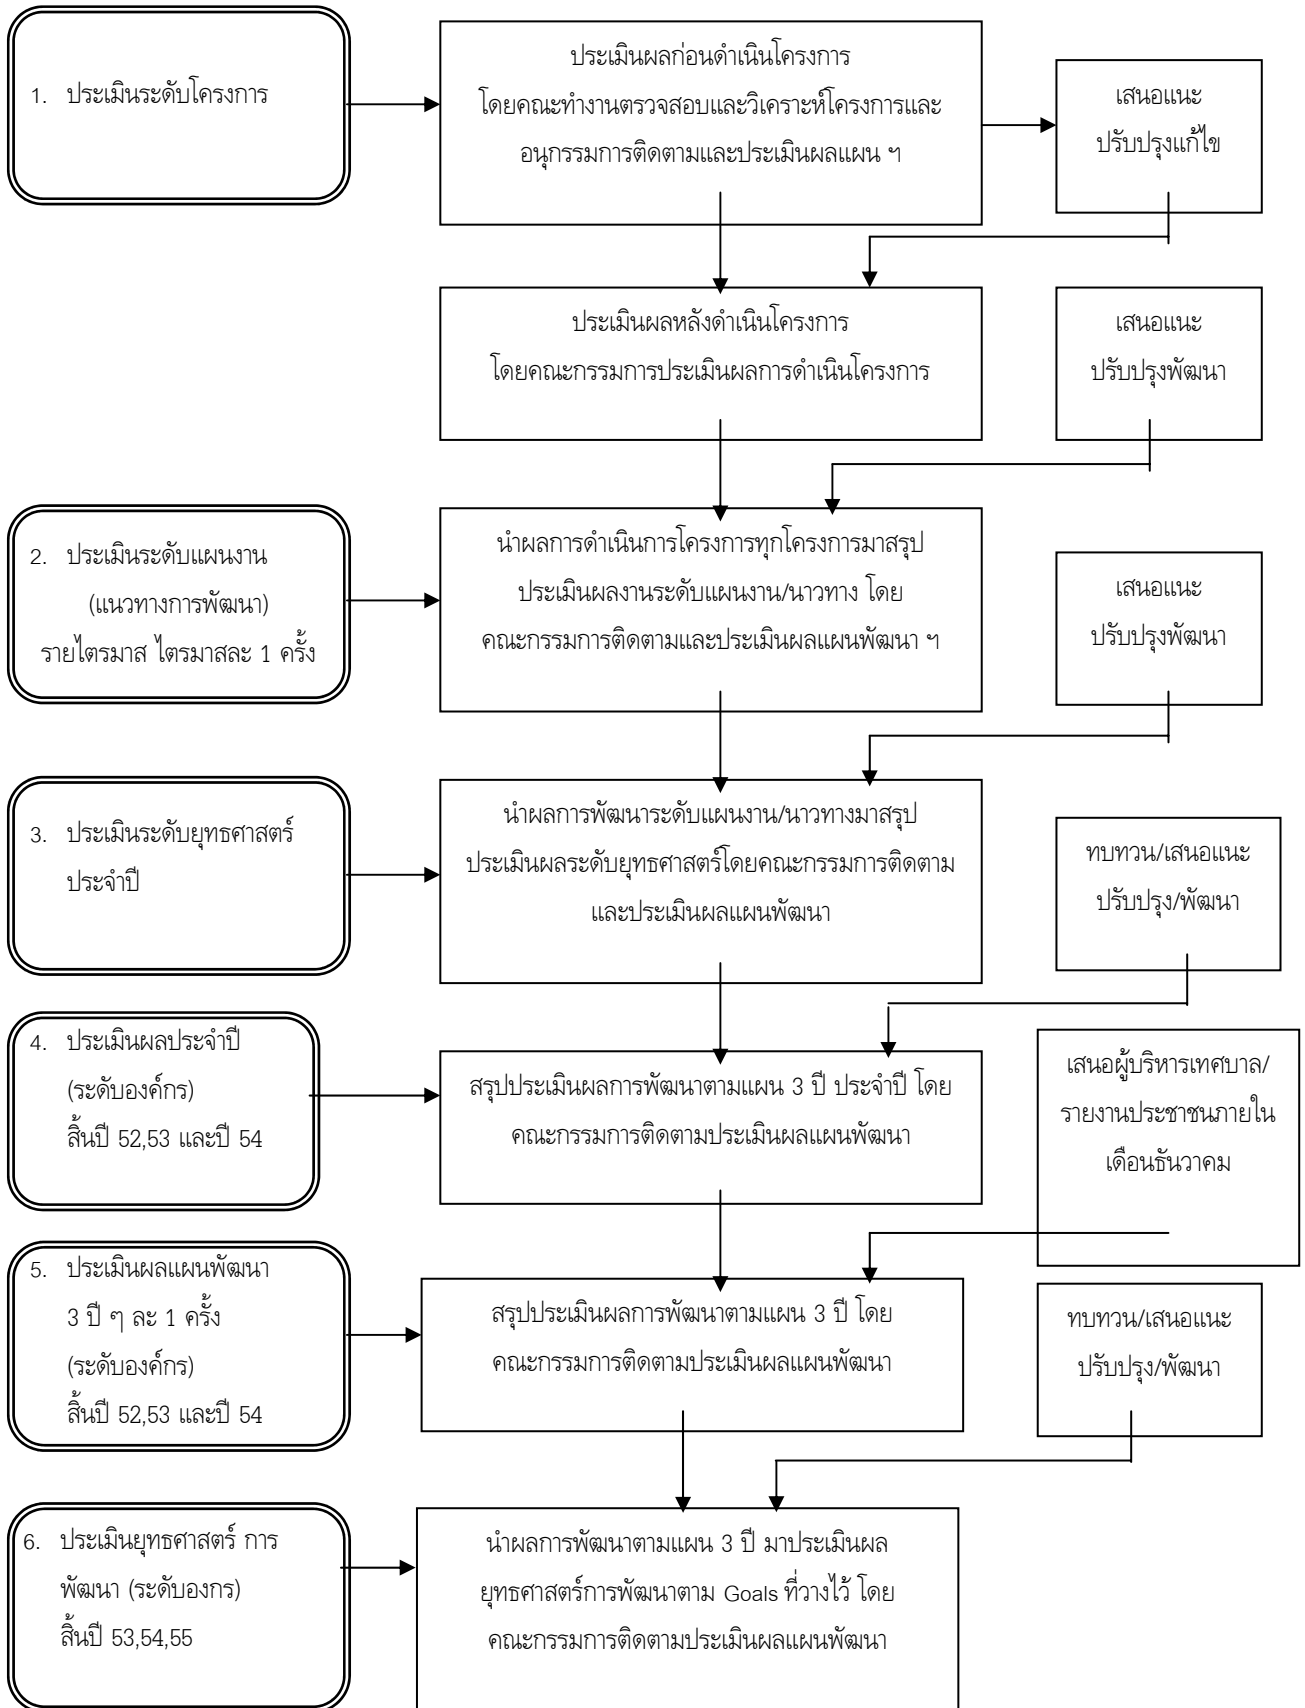 1. ประเมินระดับโครงการ
ประเมินผลก่อนดำเนินโครงการ
โดยคณะทำงานตรวจสอบและวิเคราะห์โครงการและ
อนุกรรมการติดตามและประเมินผลแผน ฯ
เสนอแนะ
ปรับปรุงแก้ไข
ประเมินผลหลังดำเนินโครงการ
โดยคณะกรรมการประเมินผลการดำเนินโครงการ
เสนอแนะ
ปรับปรุงพัฒนา
2. ประเมินระดับแผนงาน
(แนวทางการพัฒนา)
รายไตรมาส ไตรมาสละ 1 ครั้ง
นำผลการดำเนินการโครงการทุกโครงการมาสรุป
ประเมินผลงานระดับแผนงาน/นาวทาง โดย
คณะกรรมการติดตามและประเมินผลแผนพัฒนา ฯ
เสนอแนะ
ปรับปรุงพัฒนา
3. ประเมินระดับยุทธศาสตร์
ประจำปี
นำผลการพัฒนาระดับแผนงาน/นาวทางมาสรุป
ประเมินผลระดับยุทธศาสตร์โดยคณะกรรมการติดตาม
และประเมินผลแผนพัฒนา
ทบทวน/เสนอแนะ
ปรับปรุง/พัฒนา
4. ประเมินผลประจำปี
(ระดับองค์กร)
สิ้นปี 52,53 และปี 54
สรุปประเมินผลการพัฒนาตามแผน 3 ปี ประจำปี โดย
คณะกรรมการติดตามประเมินผลแผนพัฒนา
เสนอผู้บริหารเทศบาล/
รายงานประชาชนภายใน
เดือนธันวาคม
5. ประเมินผลแผนพัฒนา
3 ปี ๆ ละ 1 ครั้ง
(ระดับองค์กร)
สิ้นปี 52,53 และปี 54
สรุปประเมินผลการพัฒนาตามแผน 3 ปี โดย
คณะกรรมการติดตามประเมินผลแผนพัฒนา
ทบทวน/เสนอแนะ
ปรับปรุง/พัฒนา
6. ประเมินยุทธศาสตร์ การ
พัฒนา (ระดับองกร)
สิ้นปี 53,54,55
นำผลการพัฒนาตามแผน 3 ปี มาประเมินผล
ยุทธศาสตร์การพัฒนาตาม Goals ที่วางไว้ โดย
คณะกรรมการติดตามประเมินผลแผนพัฒนา